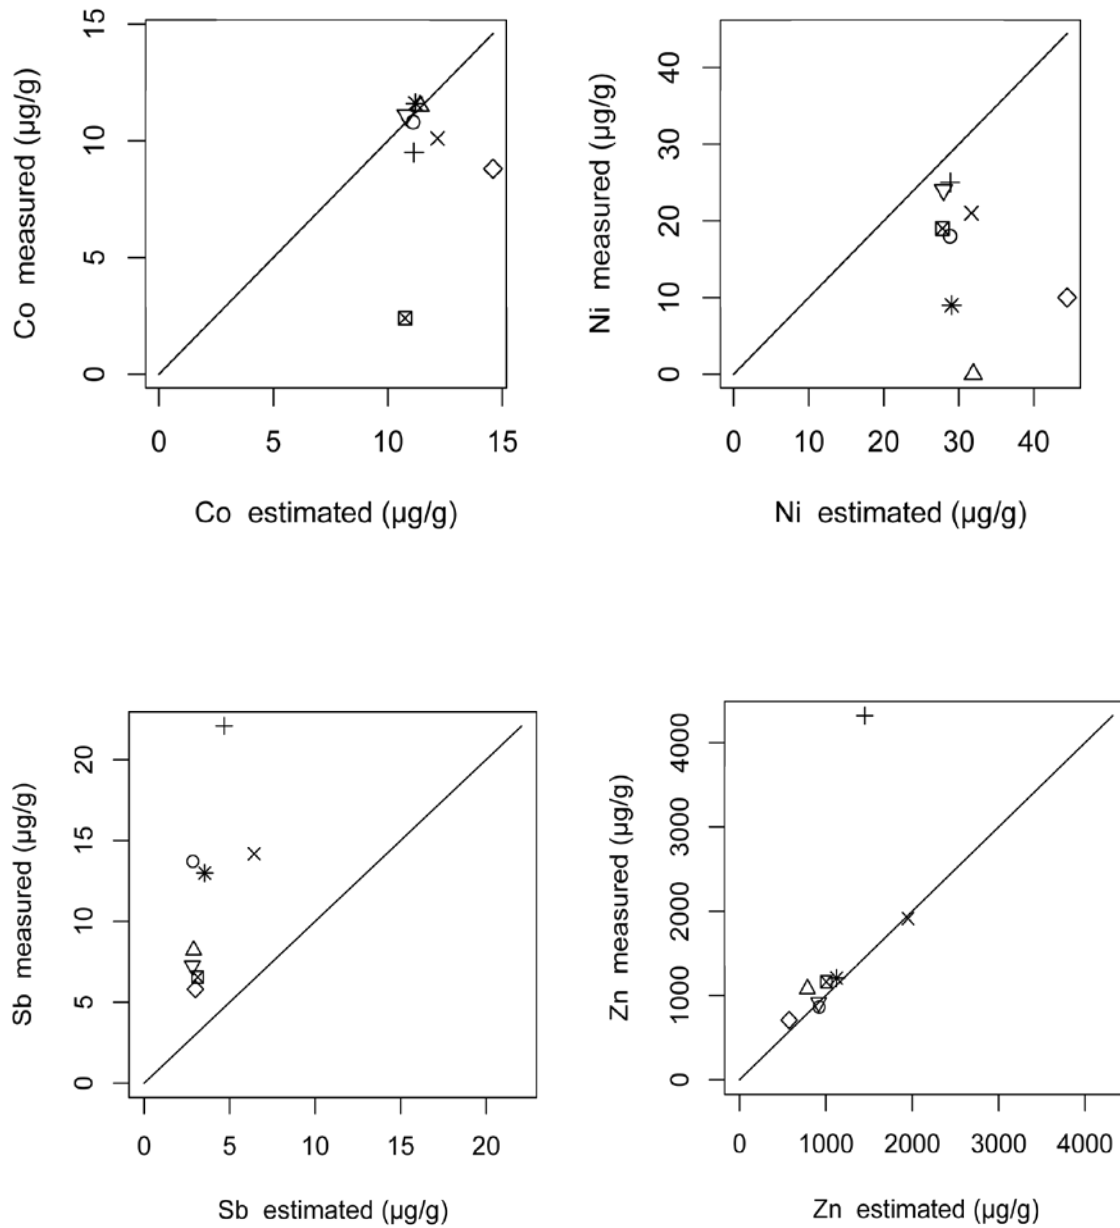 Co measured (µg/g)
15
10
5
0
0 5 10 15
Co estimated (µg/g)
Ni measured (µg/g)
40
30
20
10
0
0 10 20 30 40
Ni estimated (µg/g)
Sb measured (µg/g)
20
15
10
5
0
0 5 10 15 20
Sb estimated (µg/g)
Zn measured (µg/g)
4000
3000
2000
1000
0
0 1000 2000 3000 4000
Zn estimated (µg/g)